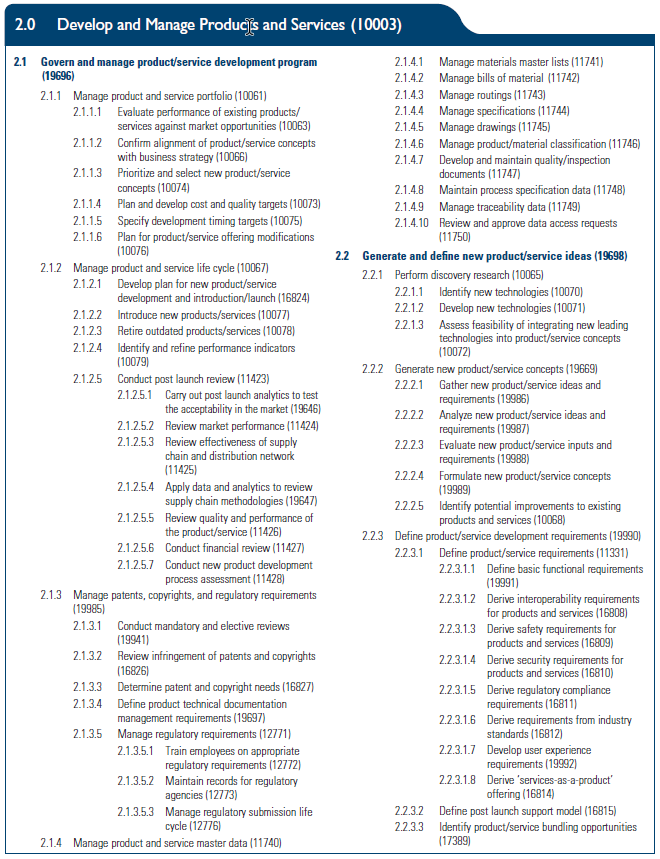 2.0 Develop and Manage Products and Services (10003)
2.1 Govern and manage product/service development program
(19696)
2.1.1 Manage product and service portfolio (10061)
2.1.1.1 Evaluate performance of existing products/
services against market opportunities (10063)
2.1.1.2 Confirm alignment of product/service concepts
with business strategy (10066)
2.1.1.3 Prioritize and select new product/service
concepts (10074)
2.1.1.4 Plan and develop cost and quality targets (10073)
2.1.1.5 Specify development timing targets (10075)
2.1.1.6 Plan for product/service offering modifications
(10076)
2.1.2 Manage product and service life cycle (10067)
2.1.2.1 Develop plan for new product/service
development and introduction/launch (16824)
2.1.2.2 Introduce new products/services (10077)
2.1.2.3 Retire outdated products/services (10078)
2.1.2.4 Identify and refine performance indicators
(10079)
2.1.2.5 Conduct post launch review (11423)
2.1.2.5.1 Carry out post launch analytics to test
the acceptability in the market (19646)
2.1.2.5.2 Review market performance (11424)
2.1.2.5.3 Review effectiveness of supply
chain and distribution network
(11425)
2.1.2.5.4 Apply data and analytics to review
supply chain methodologies (19647)
2.1.2.5.5 Review quality and performance of
the product/service (11426)
2.1.2.5.6 Conduct financial review (11427)
2.1.2.5.7 Conduct new product development
process assessment (11428)
2.1.3 Manage patents, copyrights, and regulatory requirements
(19985)
2.1.3.1 Conduct mandatory and elective reviews
(19941)
2.1.3.2 Review infringement of patents and copyrights
(16826)
2.1.3.3 Determine patent and copyright needs (16827)
2.1.3.4 Define product technical documentation
management requirements (19697)
2.1.3.5 Manage regulatory requirements (12771)
2.1.3.5.1 Train employees on appropriate
regulatory requirements (12772)
2.1.3.5.2 Maintain records for regulatory
agencies (12773)
2.1.3.5.3 Manage regulatory submission life
cycle (12776)
2.1.4 Manage product and service master data (11740)
2.1.4.1 Manage materials master lists (11741)
2.1.4.2 Manage bills of material (11742)
2.1.4.3 Manage routings (11743)
2.1.4.4 Manage specifications (11744)
2.1.4.5 Manage drawings (11745)
2.1.4.6 Manage product/material classification (11746)
2.1.4.7 Develop and maintain quality/inspection
documents (11747)
2.1.4.8 Maintain process specification data (11748)
2.1.4.9 Manage traceability data (11749)
2.1.4.10 Review and approve data access requests
(11750)
2.2 Generate and define new product/service ideas (19698)
2.2.1 Perform discovery research (10065)
2.2.1.1 Identify new technologies (10070)
2.2.1.2 Develop new technologies (10071)
2.2.1.3 Assess feasibility of integrating new leading
technologies into product/service concepts
(10072)
2.2.2 Generate new product/service concepts (19669)
2.2.2.1 Gather new product/service ideas and
requirements (19986)
2.2.2.2 Analyze new product/service ideas and
requirements (19987)
2.2.2.3 Evaluate new product/service inputs and
requirements (19988)
2.2.2.4 Formulate new product/service concepts
(19989)
2.2.2.5 Identify potential improvements to existing
products and services (10068)
2.2.3 Define product/service development requirements (19990)
2.2.3.1 Define product/service requirements (11331)
2.2.3.1.1 Define basic functional requirements
(19991)
2.2.3.1.2 Derive interoperability requirements
for products and services (16808)
2.2.3.1.3 Derive safety requirements for
products and services (16809)
2.2.3.1.4 Derive security requirements for
products and services (16810)
2.2.3.1.5 Derive regulatory compliance
requirements (16811)
2.2.3.1.6 Derive requirements from industry
standards (16812)
2.2.3.1.7 Develop user experience
requirements (19992)
2.2.3.1.8 Derive ‘services-as-a-product’
offering (16814)
2.2.3.2 Define post launch support model (16815)
2.2.3.3 Identify product/service bundling opportunities
(17389)